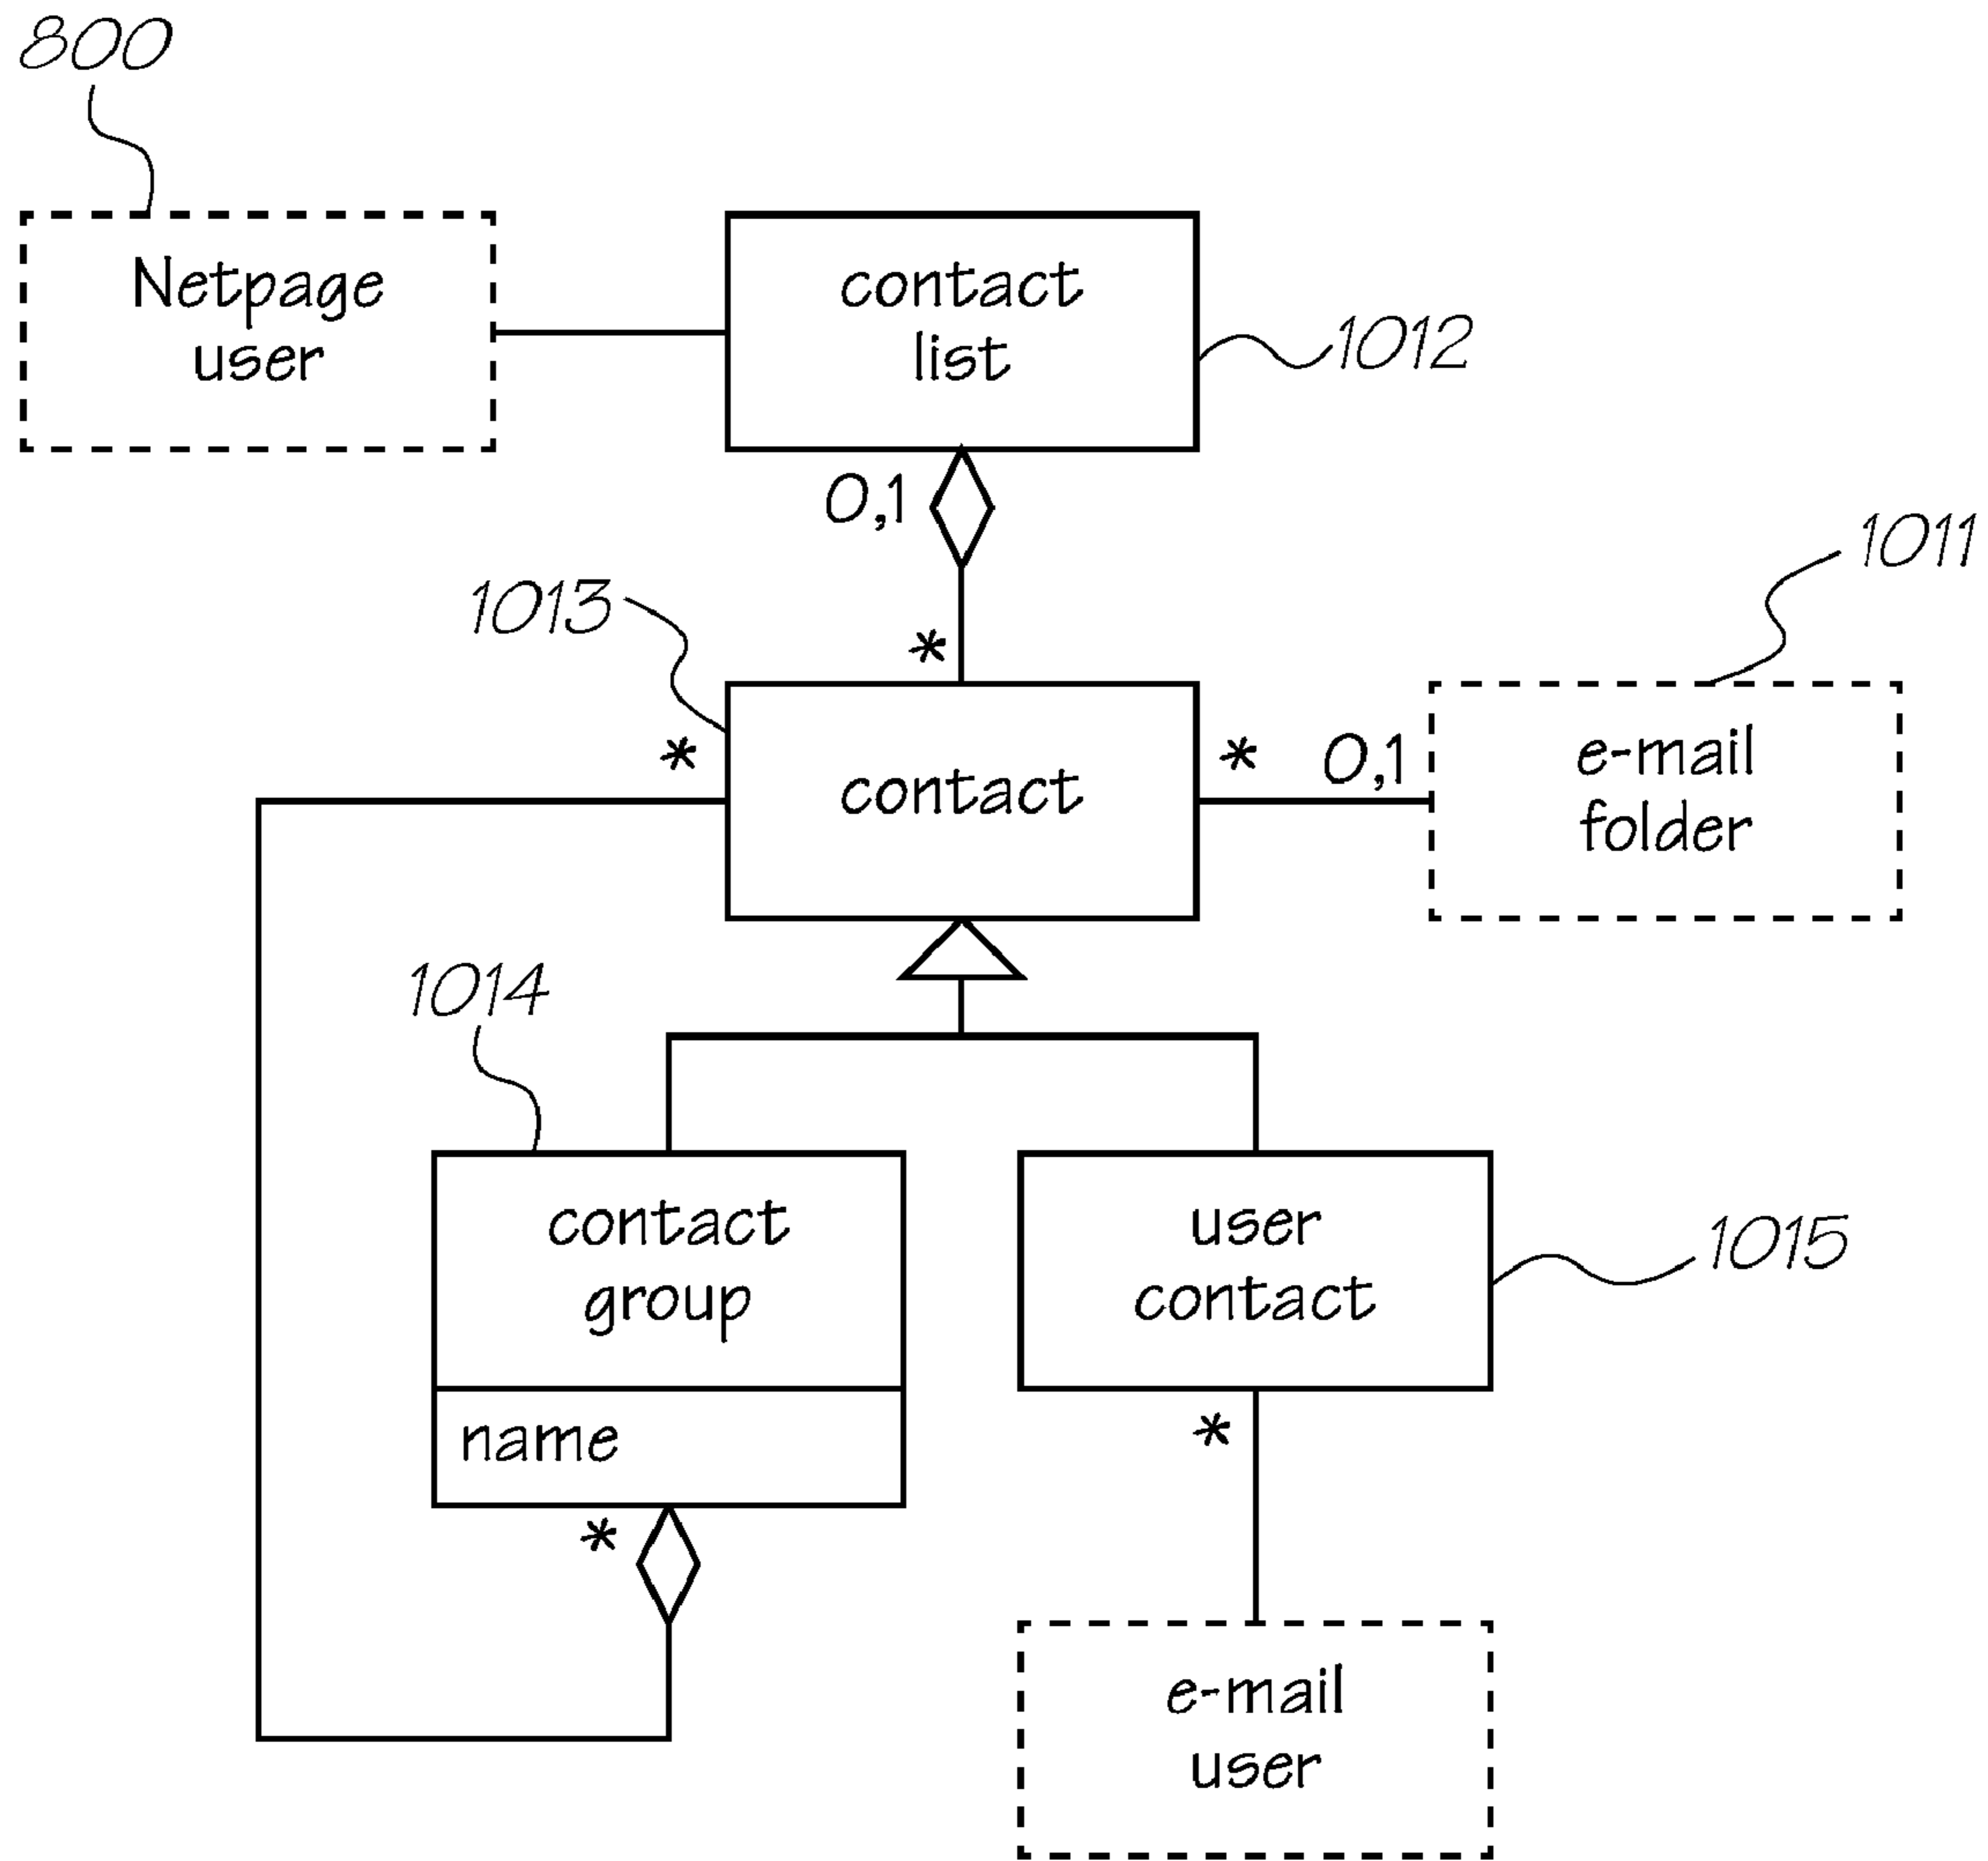 800
Netpage
user
contact
list
1012
0,1
*
1013
1011
*
contact
*
0,1
e-mail
folder
1014
contact
group
name
*
user
contact
1015
*
e-mail
user